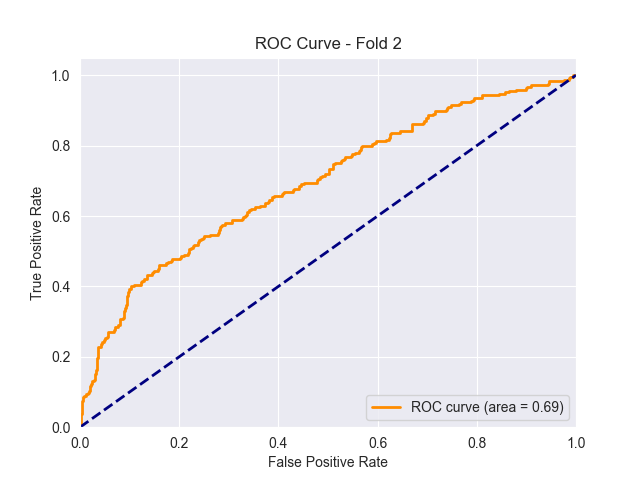 ROC Curve - Fold 2
True Positive Rate
1.0
0.8
0.6
0.4
0.2
0.0
ROC curve (area = 0.69)
0.0 0.2 0.4 0.6 0.8 1.0
False Positive Rate